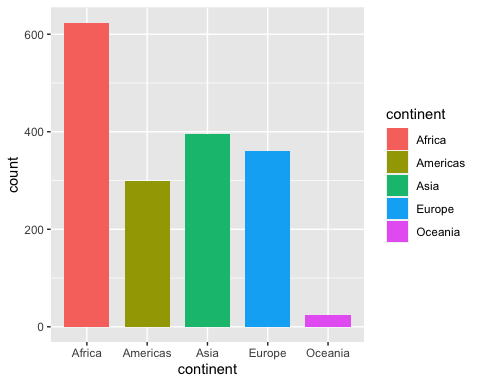 600
400
200
0
count
Africa Americas Asia Europe Oceania
continent
continent
Africa
Americas
Asia
Europe
Oceania